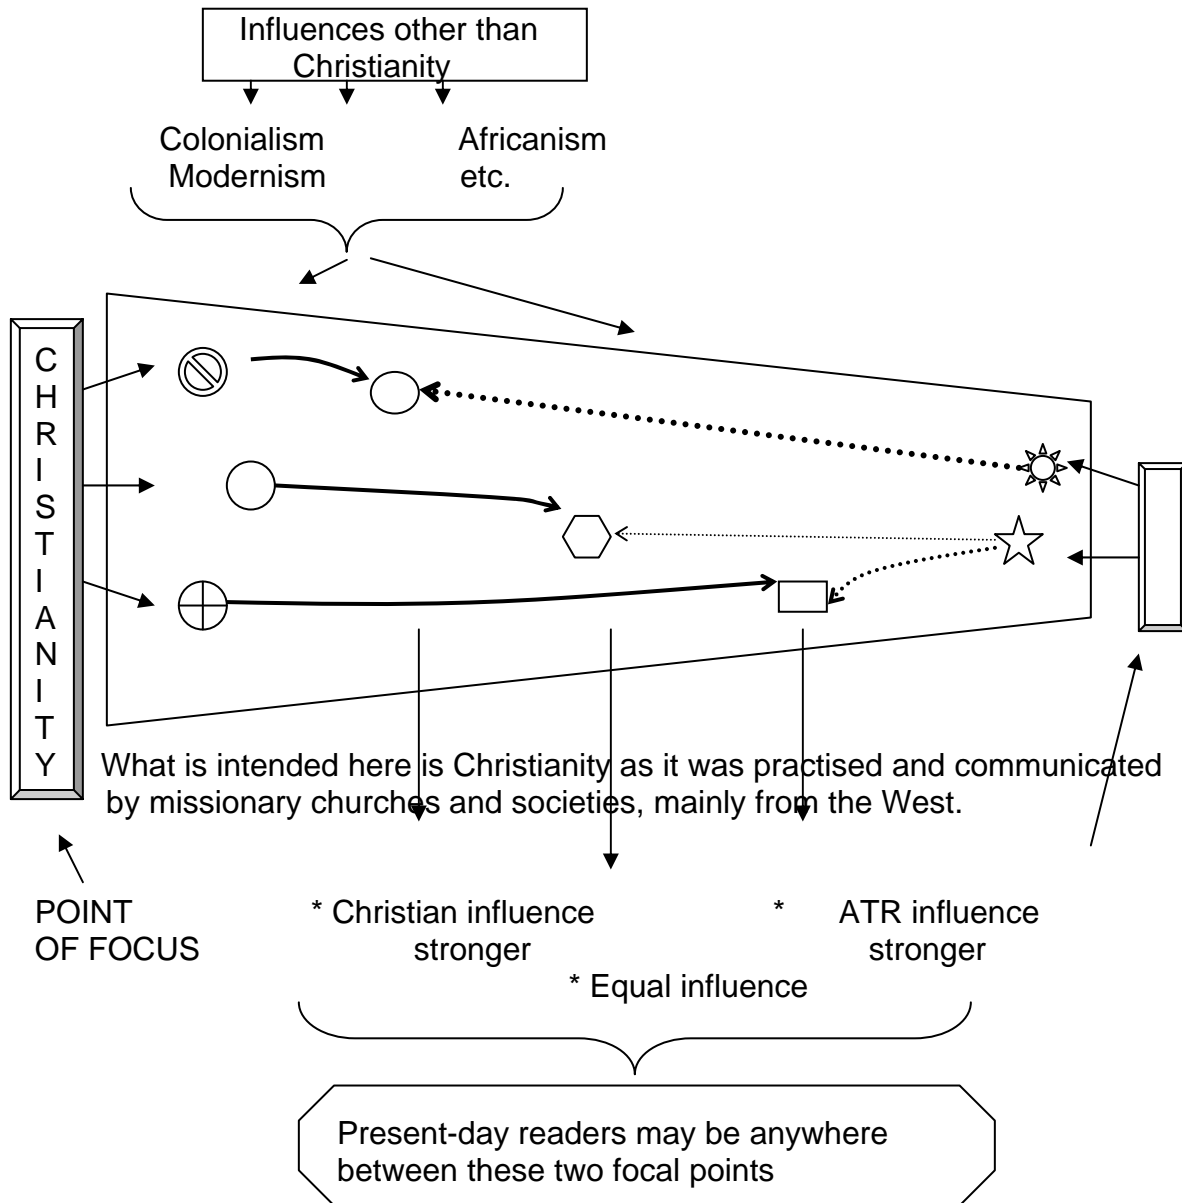 Influences other than
Christianity
Colonialism Africanism
Modernism etc.
C
H
R
I
S
T
I
A
N
I
T
Y
What is intended here is Christianity as it was practised and communicated
by missionary churches and societies, mainly from the West.
POINT
OF FOCUS
* Christian influence
stronger
* ATR influence
stronger
* Equal influence
Present-day readers may be anywhere
between these two focal points